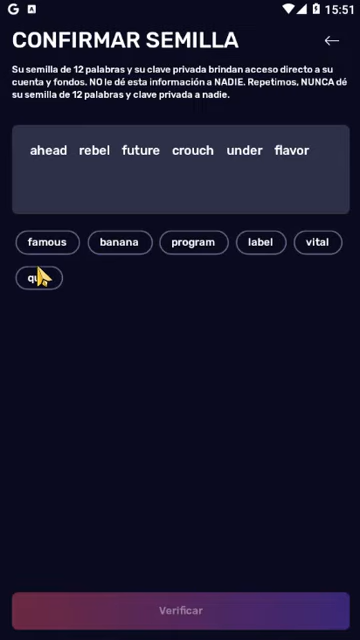 15:51
CONFIRMAR SEMILLA
Su semilla de 12 palabras y su clave privada brindan acceso directo a su
cuenta y fondos. NO le dé esta información a NADIE. Repetimos, NUNCA dé
su semilla de 12 palabras y clave privada a nadie.
ahead rebel future crouch under flavor
famous banana program label vital
Verificar